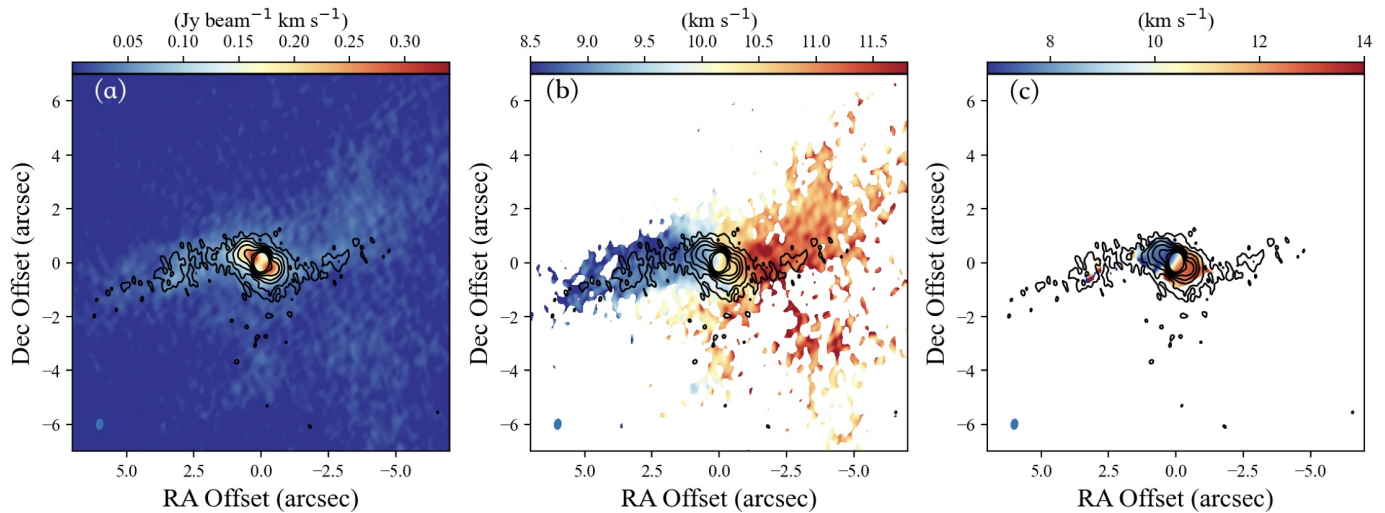 (Jy beam⁻¹ km s⁻¹)
0.05 0.10 0.15 0.20 0.25 0.30
(a)
6
4
2
0
−2
−4
−6
Dec Offset (arcsec)
5.0 2.5 0.0 −2.5 −5.0
RA Offset (arcsec)
(km s⁻¹)
8.5 9.0 9.5 10.0 10.5 11.0 11.5
(b)
6
4
2
0
−2
−4
−6
Dec Offset (arcsec)
5.0 2.5 0.0 −2.5 −5.0
RA Offset (arcsec)
(km s⁻¹)
8 10 12 14
(c)
6
4
2
0
−2
−4
−6
Dec Offset (arcsec)
5.0 2.5 0.0 −2.5 −5.0
RA Offset (arcsec)